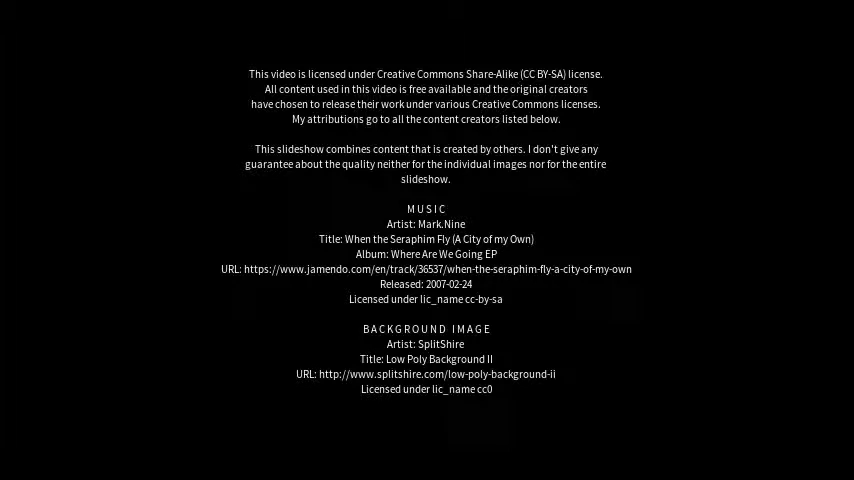 This video is licensed under Creative Commons Share-Alike (CC BY-SA) license.
All content used in this video is free available and the original creators
have chosen to release their work under various Creative Commons licenses.
My attributions go to all the content creators listed below.
This slideshow combines content that is created by others. I don't give any
guarantee about the quality neither for the individual images nor for the entire
slideshow.
MUSIC
Artist: Mark.Nine
Title: When the Seraphim Fly (A City of my Own)
Album: Where Are We Going EP
URL: https://www.jamendo.com/en/track/36537/when-the-seraphim-fly-a-city-of-my-own
Released: 2007-02-24
Licensed under lic_name cc-by-sa
BACKGROUND IMAGE
Artist: SplitShire
Title: Low Poly Background II
URL: http://www.splitshire.com/low-poly-background-ii
Licensed under lic_name cc0